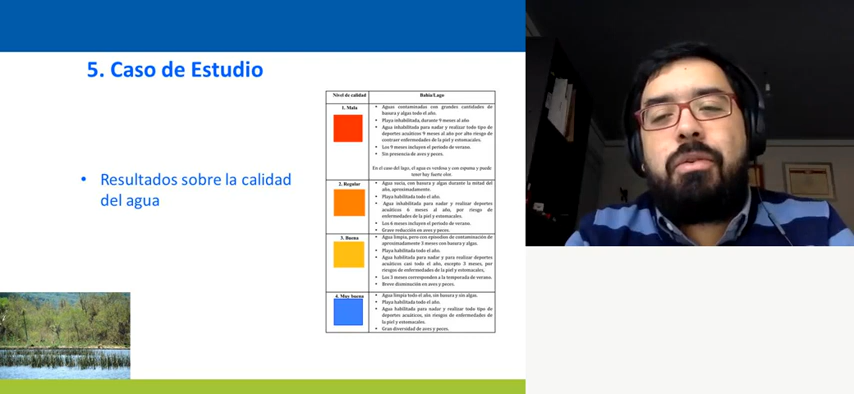 5. Caso de Estudio
• Resultados sobre la calidad
del agua
Nivel de calidad
Bahía/Lago
1. Mala
• Aguas contaminadas con grandes cantidades de
basura y algas todo el año.
• Playa inhabilitada, durante 9 meses al año
• Agua inhabilitada para nadar y realizar todo tipo de
deportes acuáticos 9 meses al año por alto riesgo de
contraer enfermedades de la piel y estomacales.
• Los 9 meses incluyen el periodo de verano.
• Sin presencia de aves y peces.
En el caso del lago, el agua es verdosa y con espuma y puede
tener hay fuerte olor.
2. Regular
• Agua sucia, con basura y algas durante la mitad del
año, aproximadamente.
• Playa habilitada todo el año.
• Agua inhabilitada para nadar y realizar deportes
acuáticos 6 meses al año, por riesgo de
enfermedades de la piel y estomacales.
• Los 6 meses incluyen el periodo de verano.
• Grave reducción en aves y peces.
3. Buena
• Agua limpia, pero con episodios de contaminación de
aproximadamente 3 meses con basura y algas.
• Playa habilitada todo el año.
• Agua habilitada para nadar y para realizar deportes
acuáticos casi todo el año, excepto 3 meses, por
riesgos de enfermedades de la piel y estomacales,
• Los 3 meses corresponden a la temporada de verano.
• Breve disminución en aves y peces.
4. Muy buena
• Agua limpia todo el año, sin basura y sin algas.
• Playa habilitada todo el año.
• Agua habilitada para nadar y realizar todo tipo de
deportes acuáticos, sin riesgos de enfermedades de
la piel y estomacales.
• Gran diversidad de aves y peces.